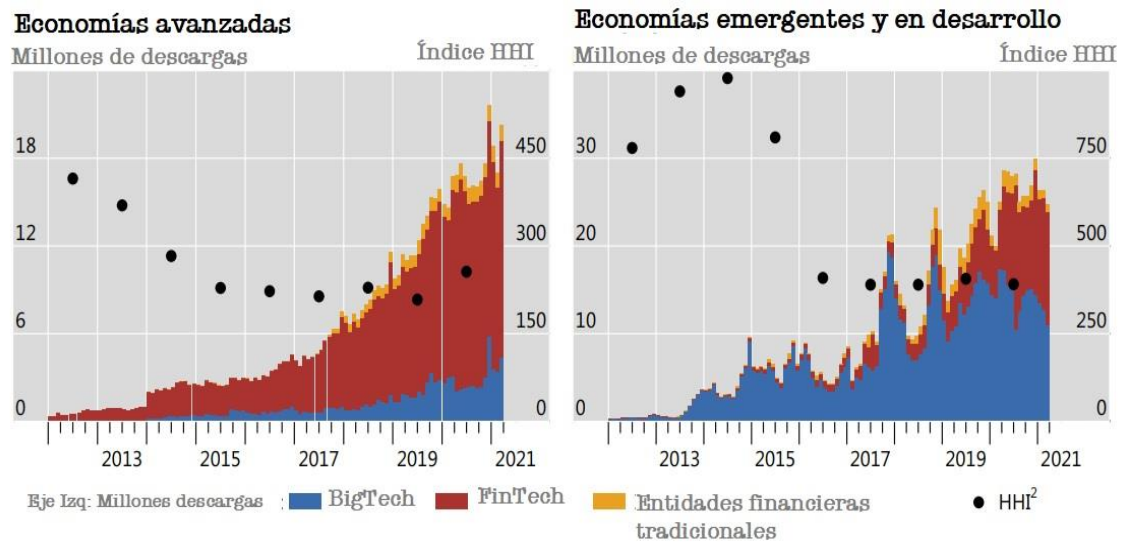 Economías avanzadas
Millones de descargas Índice HHI
18 450
12 300
6 150
0 0
2013 2015 2017 2019 2021
Economías emergentes y en desarrollo
Millones de descargas Índice HHI
30 750
20 500
10 250
0 0
2013 2015 2017 2019 2021
Eje Izq: Millones descargas : BigTech FinTech Entidades financieras HHI²
tradicionales